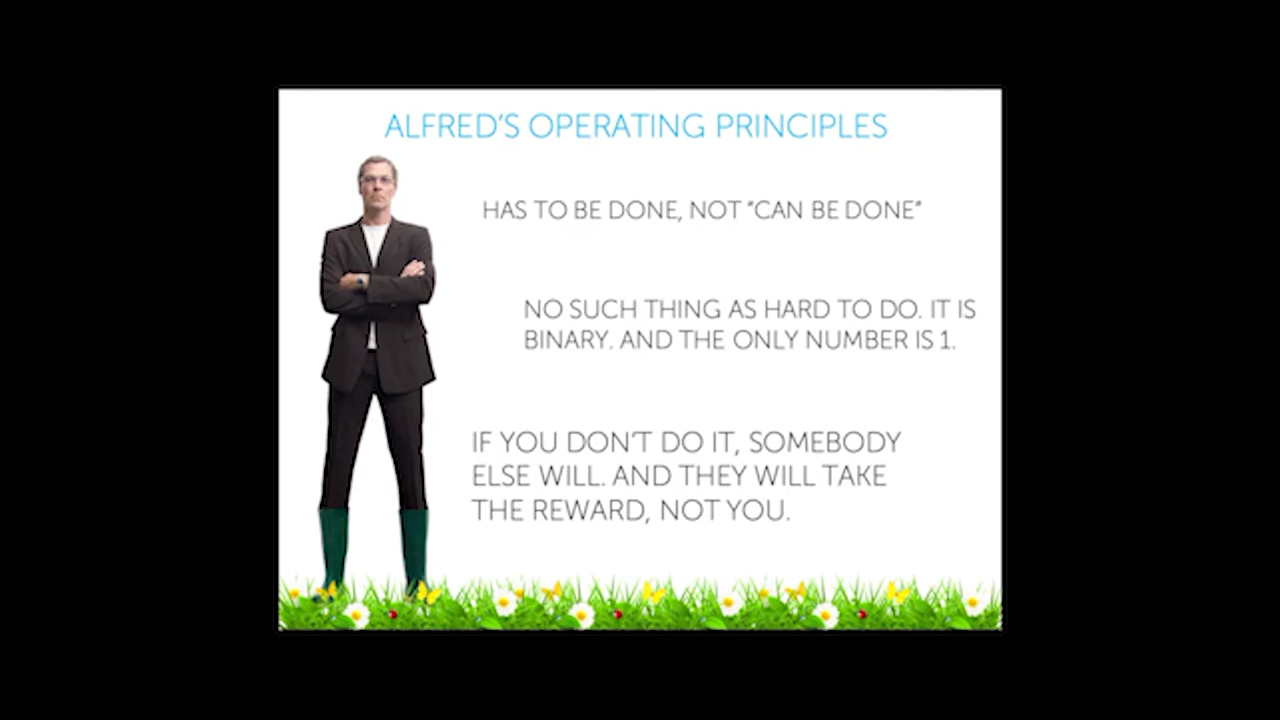 ALFRED'S OPERATING PRINCIPLES
HAS TO BE DONE, NOT "CAN BE DONE"
NO SUCH THING AS HARD TO DO. IT IS
BINARY. AND THE ONLY NUMBER IS 1.
IF YOU DON'T DO IT, SOMEBODY
ELSE WILL. AND THEY WILL TAKE
THE REWARD, NOT YOU.